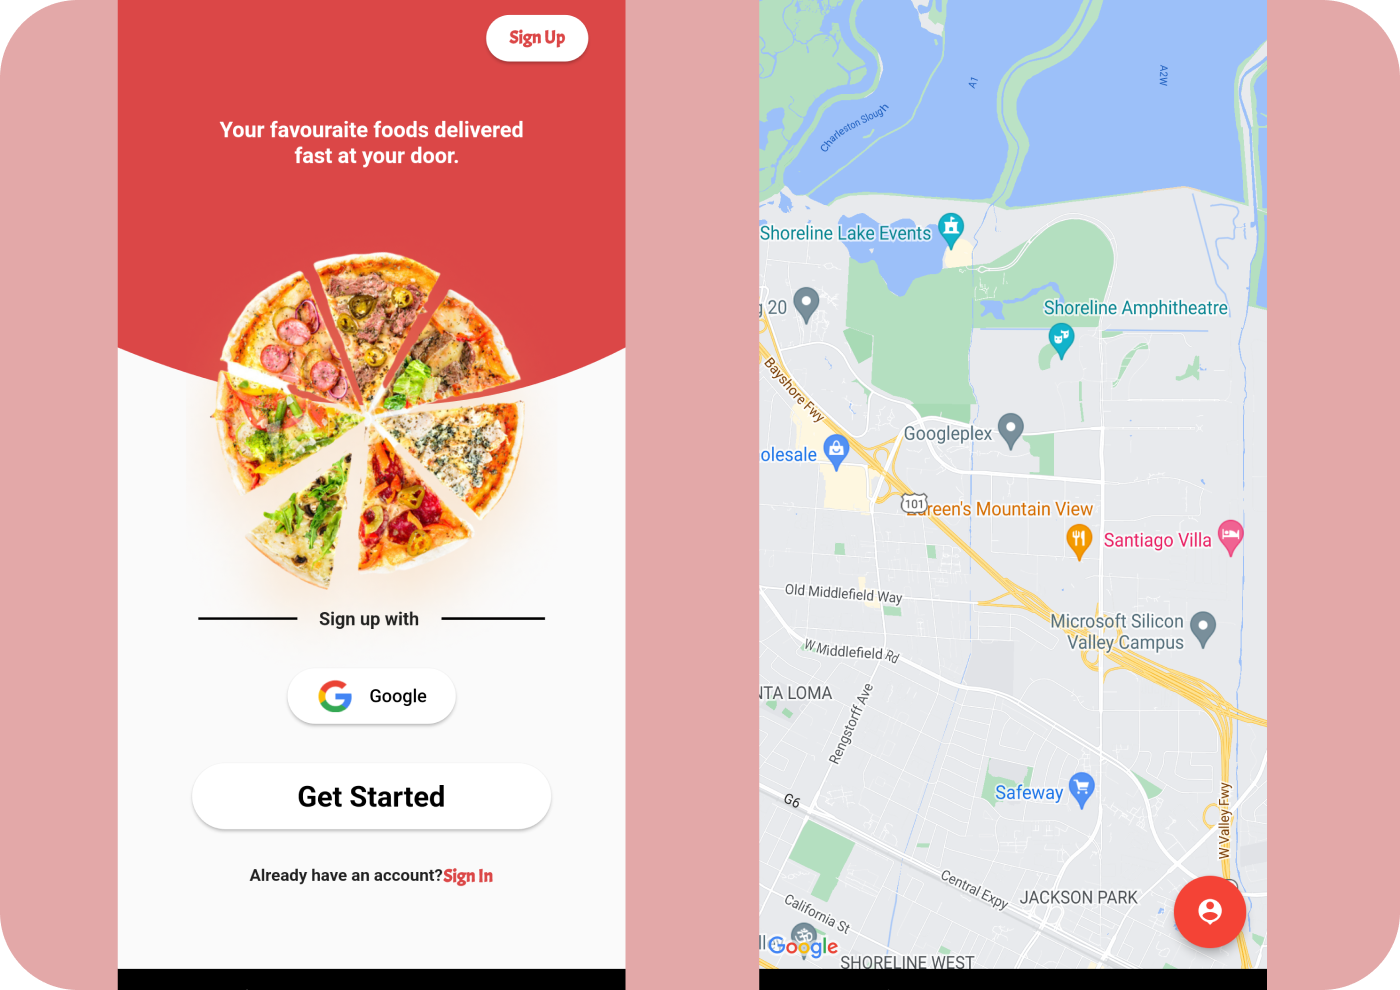 Sign Up
Your favouraite foods delivered
fast at your door.
Sign up with
Google
Get Started
Already have an account?Sign In
A1
A2W
Charleston Slough
Shoreline Lake Events
20
Shoreline Amphitheatre
Bayshore Fwy
Googleplex
olesale
101
een's Mountain View
Santiago Villa
Old Middlefield Way
Microsoft Silicon
Valley Campus
W Middlefield Rd
NTA LOMA
Rengstorff Ave
Safeway
G6
W Valley Fwy
Central Expy
JACKSON PARK
California St
Google
SHORELINE WEST